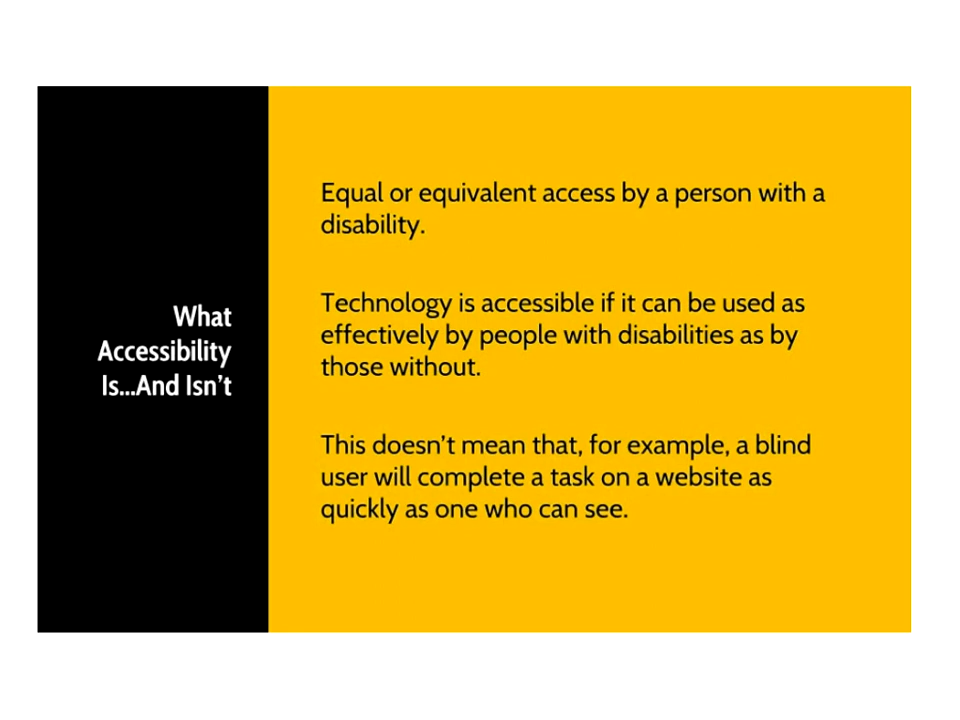 What
Accessibility
Is...And Isn't
Equal or equivalent access by a person with a
disability.
Technology is accessible if it can be used as
effectively by people with disabilities as by
those without.
This doesn't mean that, for example, a blind
user will complete a task on a website as
quickly as one who can see.